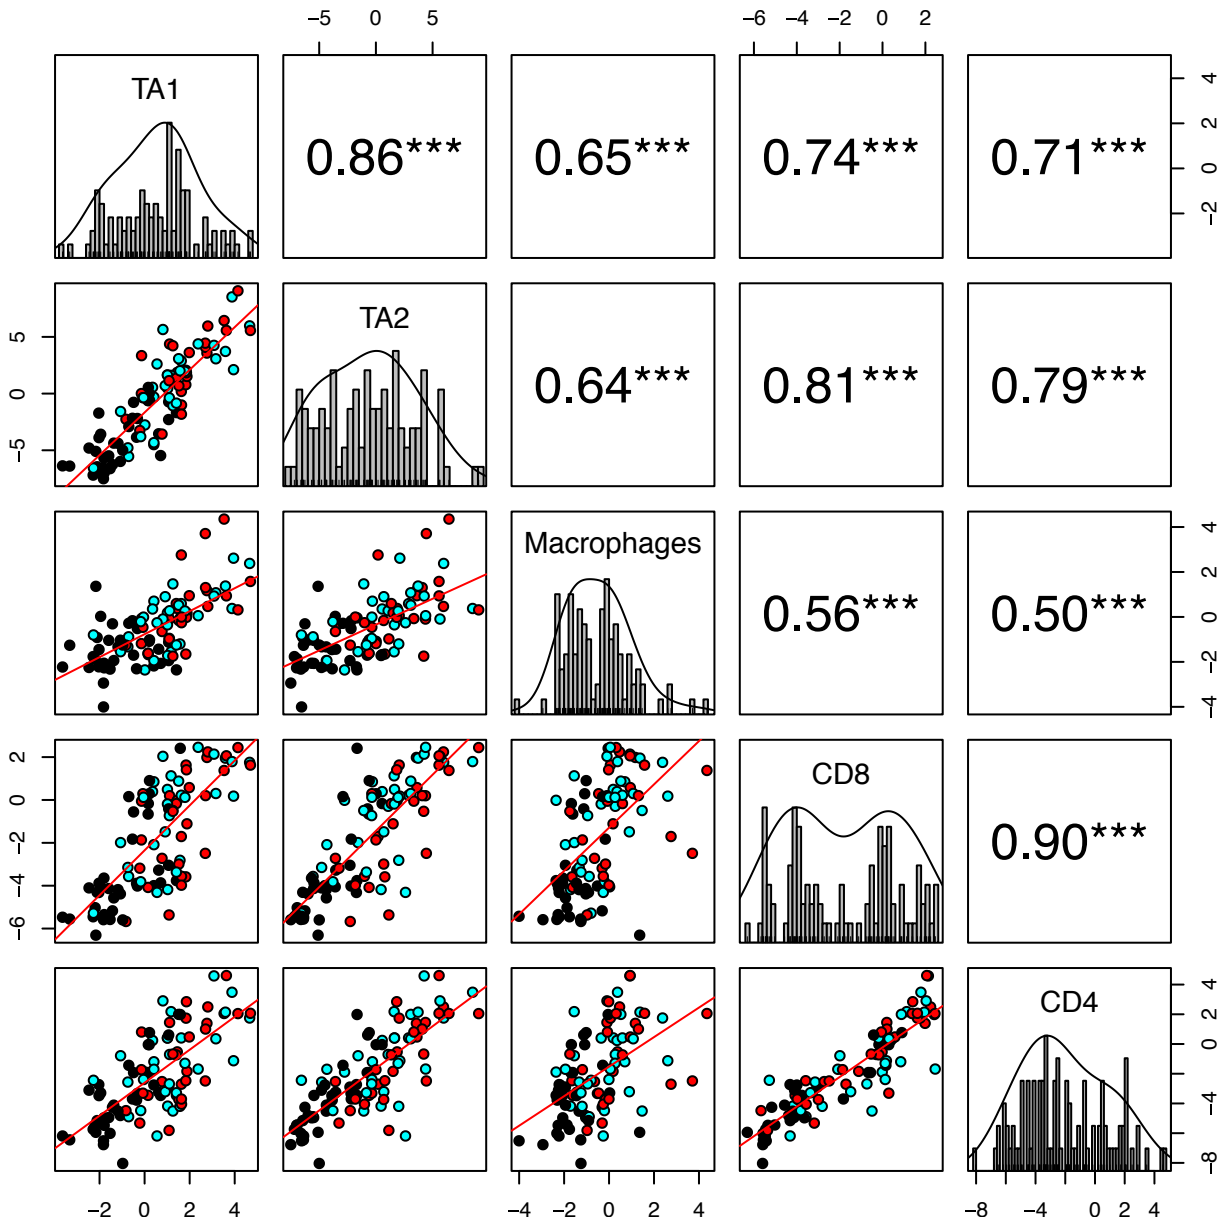 −5 0 5 −6 −4 −2 0 2
TA1 0.86*** 0.65*** 0.74*** 0.71*** −2 0 2 4
−5 0 5 TA2 0.64*** 0.81*** 0.79***
Macrophages 0.56*** 0.50*** −4 −2 0 2 4
−6 −4 −2 0 2 CD8 0.90***
CD4 −8 −4 −2 0 2 4
−2 0 2 4 −4 −2 0 2 4 −8 −4 0 2 4